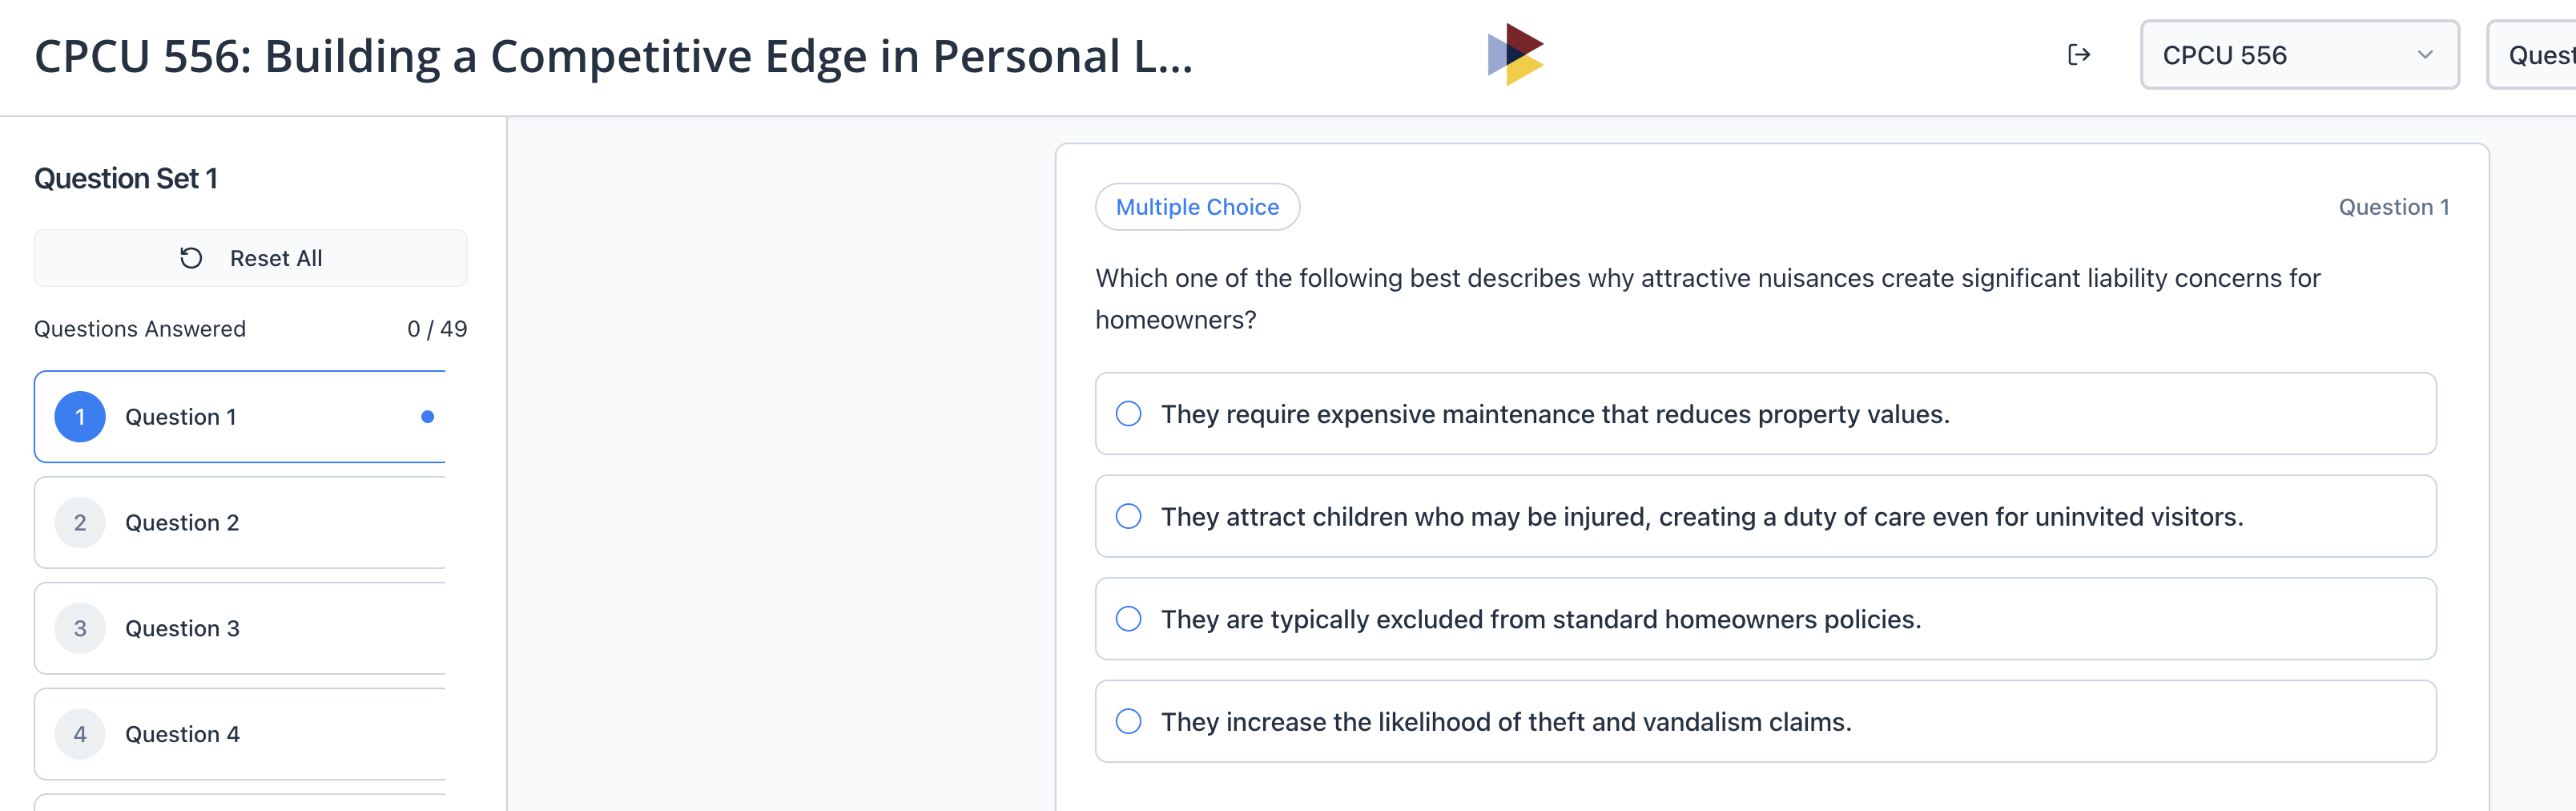 CPCU 556: Building a Competitive Edge in Personal L...
CPCU 556
Quest
Question Set 1
Reset All
Questions Answered 0 / 49
1 Question 1
2 Question 2
3 Question 3
4 Question 4
Multiple Choice
Question 1
Which one of the following best describes why attractive nuisances create significant liability concerns for
homeowners?
They require expensive maintenance that reduces property values.
They attract children who may be injured, creating a duty of care even for uninvited visitors.
They are typically excluded from standard homeowners policies.
They increase the likelihood of theft and vandalism claims.